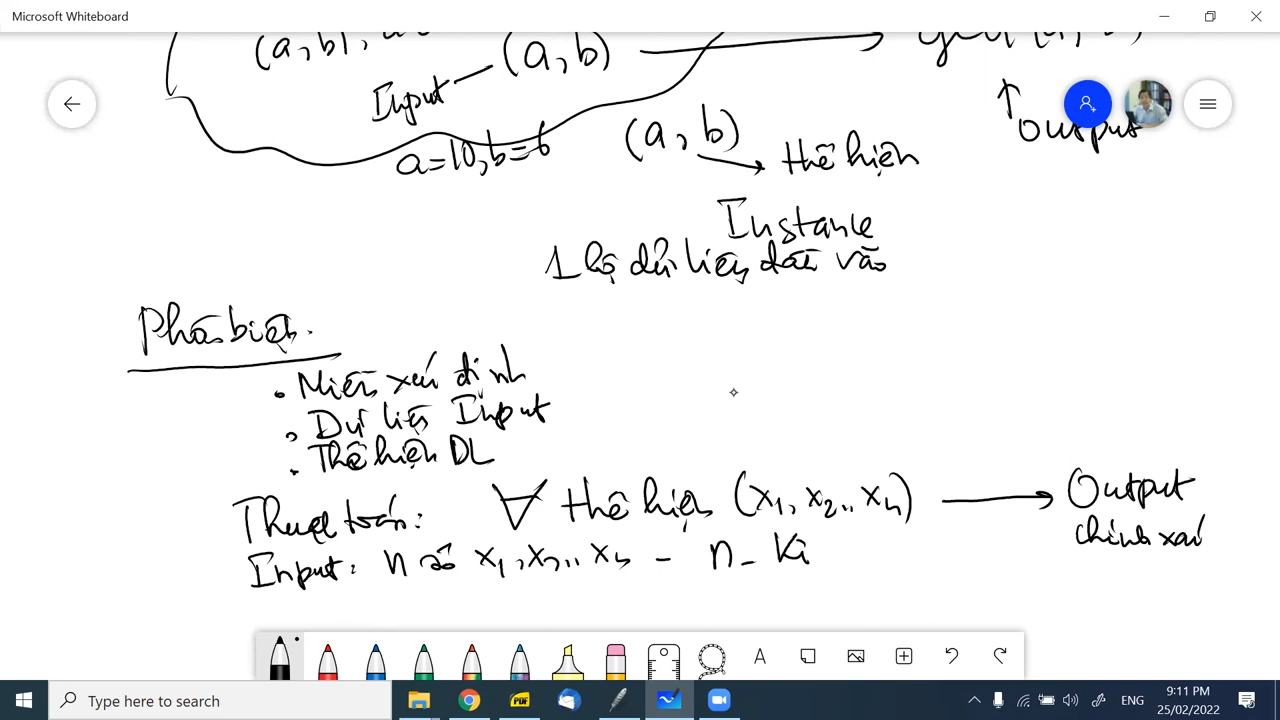 Microsoft Whiteboard
(a, b),
Input — (a, b)
Output
a=10, b=6
(a, b)
thể hiện
Instance
1 bộ dữ liệu đầu vào
Phân biệt.
• Miền xác định
• Dữ liệu Input
• Thể hiện DL
Thuật toán: ∀ thể hiện (x1, x2,.. xn) → Output
chính xác
Input: n số x1, x2,.. xn – n – Kí
A
Type here to search
PDF
ENG
9:11 PM
25/02/2022